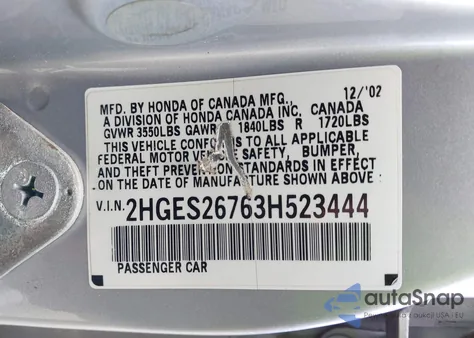 12/'02
MFD. BY HONDA OF CANADA MFG.,
A DIVISION OF HONDA CANADA INC., CANADA
GVWR 3550LBS GAWR 1840LBS R 1720LBS
THIS VEHICLE CONFORMS TO ALL APPLICABLE
FEDERAL MOTOR VEHICLE SAFETY, BUMPER,
AND THEFT PREVENTION STANDARDS IN EFFECT
ON THE DATE OF MANUFACTURE SHOWN ABOVE.
V.I.N. 2HGES26763H523444
PASSENGER CAR
autoSnap
USA - EU